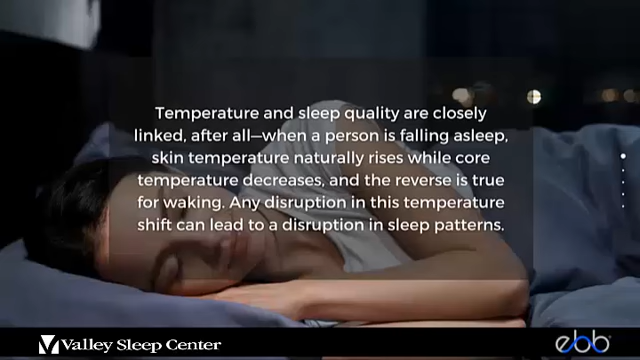 Temperature and sleep quality are closely
linked, after all—when a person is falling asleep,
skin temperature naturally rises while core
temperature decreases, and the reverse is true
for waking. Any disruption in this temperature
shift can lead to a disruption in sleep patterns.
Valley Sleep Center
ebb